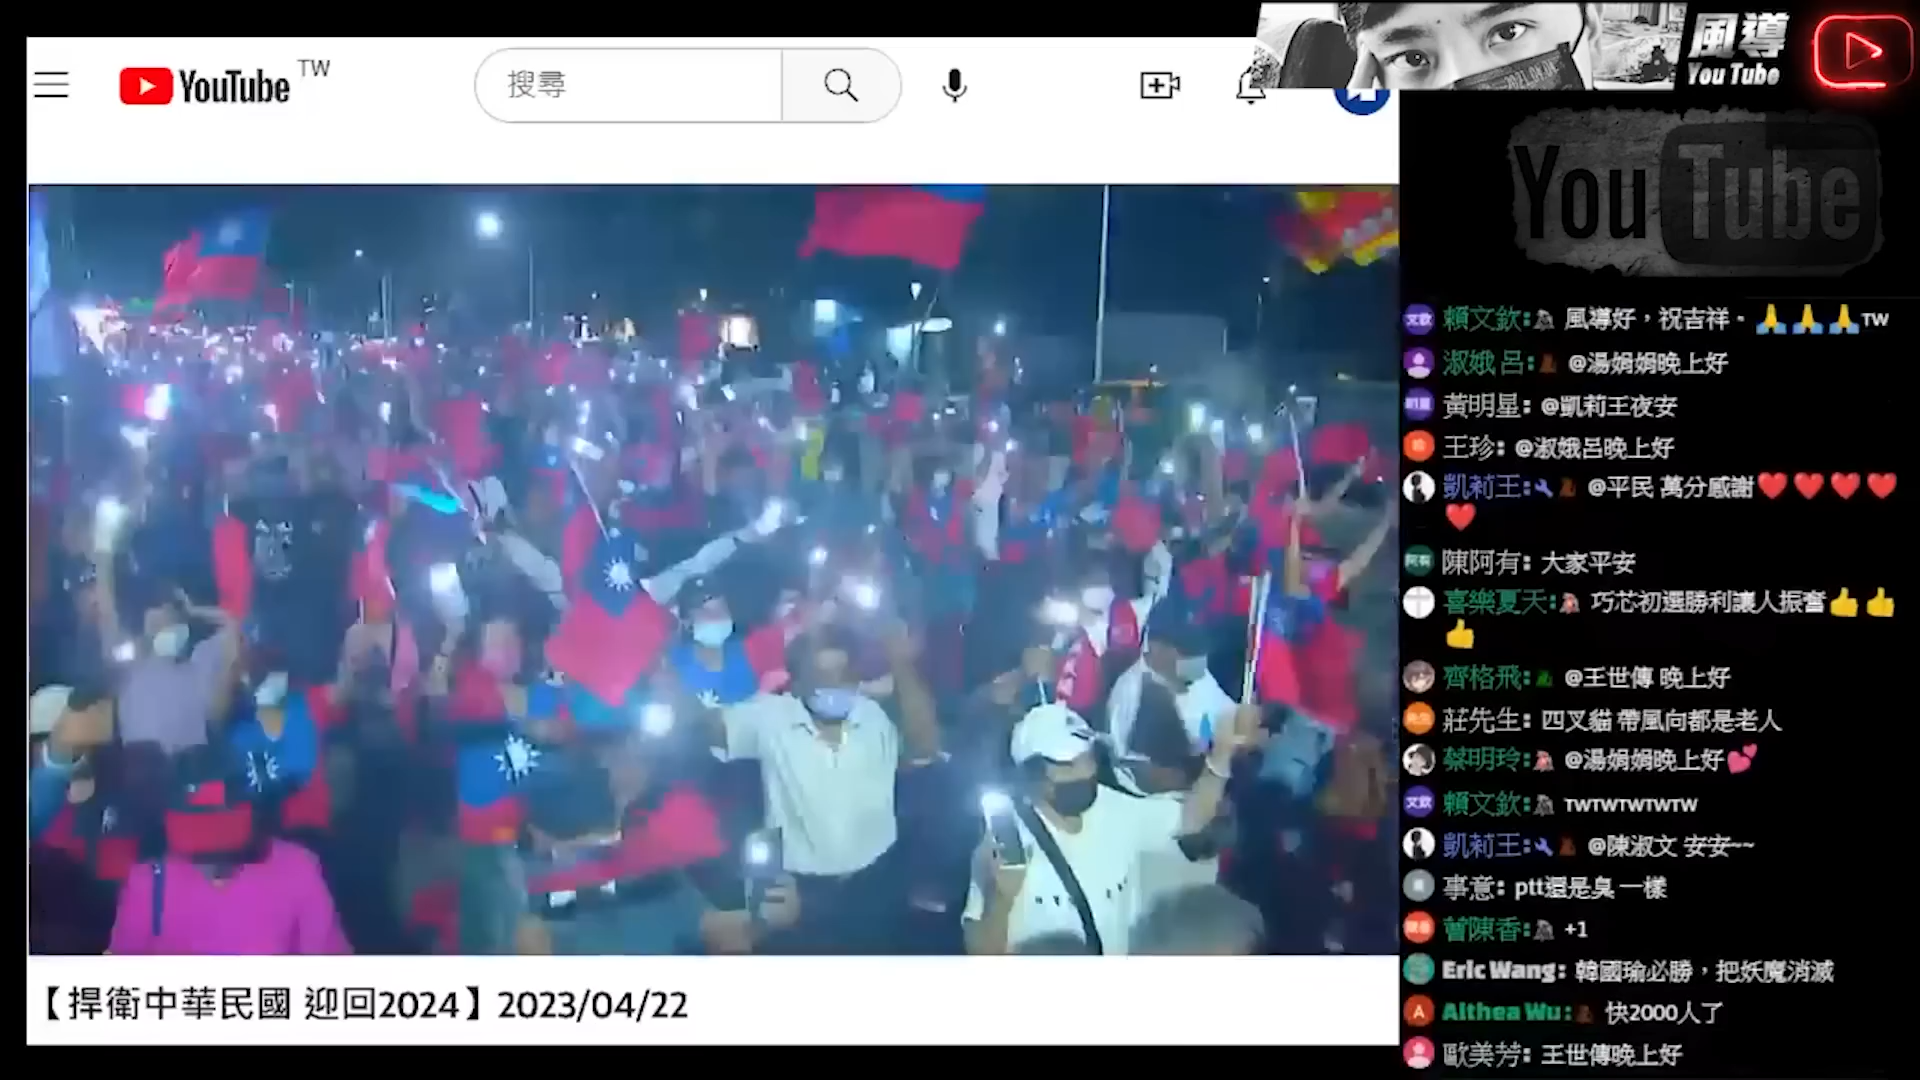 YouTube TW
搜尋
風導
You Tube
You Tube
賴文欽: 風導好，祝吉祥。🙏🙏🙏TW
淑娥 呂: @湯娟娟晚上好
黃明星: @凱莉王夜安
王珍: @淑娥呂晚上好
凱莉王: @平民 萬分感謝❤️❤️❤️❤️
❤️
陳阿有: 大家平安
喜樂夏天: 巧芯初選勝利讓人振奮👍👍
👍
齊格飛: @王世傳 晚上好
莊先生: 四叉貓 帶風向都是老人
蔡明玲: @湯娟娟晚上好💕
賴文欽: TWTWTWTWTW
凱莉王: @陳淑文 安安~~
事意: ptt還是臭一樣
曹陳香: +1
Eric Wang: 韓國瑜必勝，把妖魔消滅
Althea Wu: 快2000人了
歐美芳: 王世傳晚上好
【捍衛中華民國 迎回2024】2023/04/22